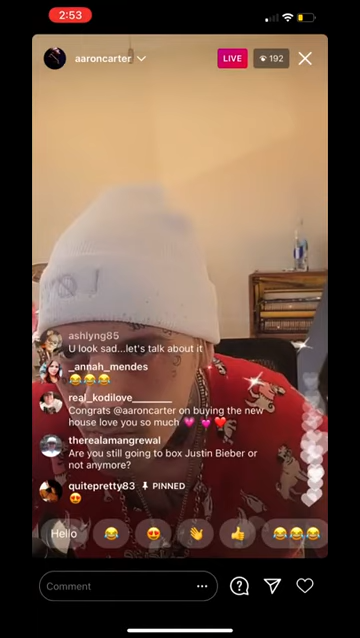 2:53
aaroncarter
LIVE
192
ashlyng85
U look sad...let's talk about it
_annah_mendes
😂😂😂
real_kodilove________
Congrats @aaroncarter on buying the new
house love you so much 💗 💓 ❣️
therealamangrewal
Are you still going to box Justin Bieber or
not anymore?
quitepretty83 PINNED
😍
Hello 😂 😍 👋 👍 😂😂😂
Comment